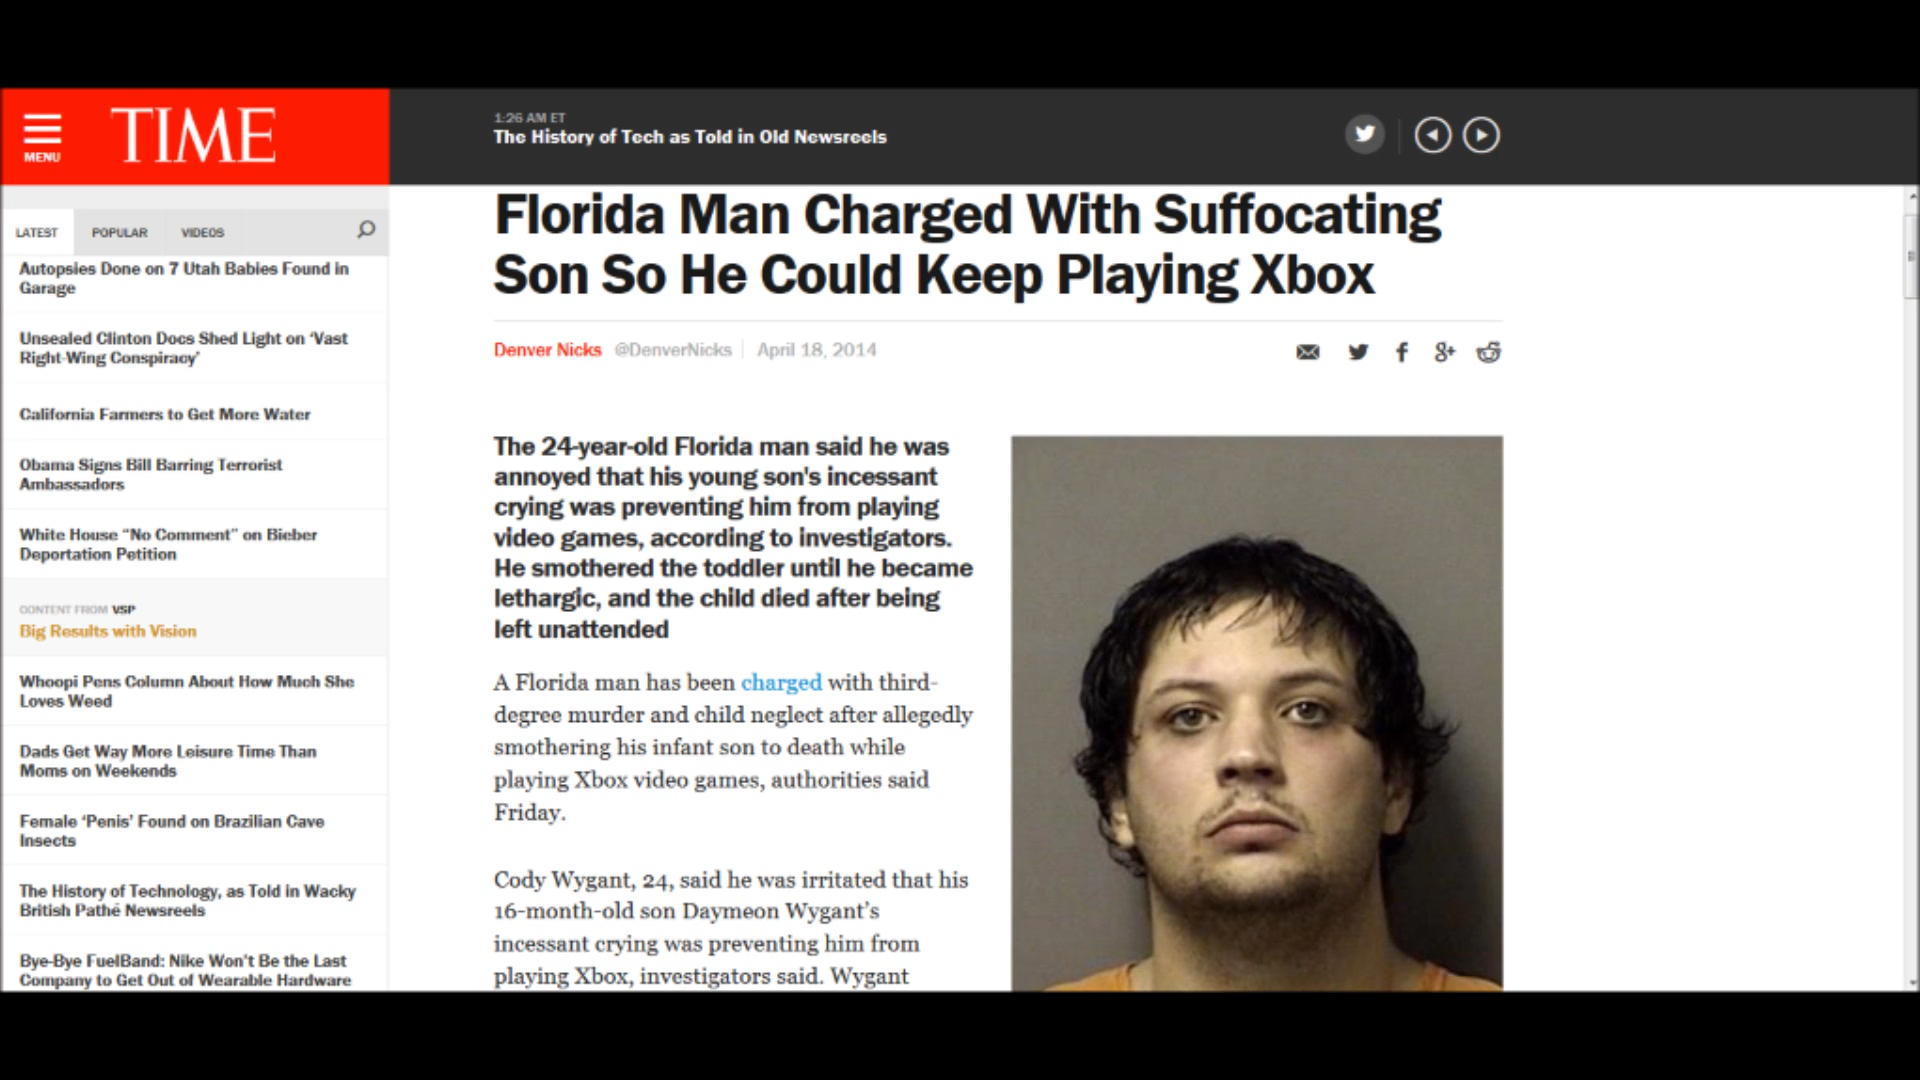 MENU
TIME
1:26 AM ET
The History of Tech as Told in Old Newsreels
LATEST
POPULAR
VIDEOS
Autopsies Done on 7 Utah Babies Found in
Garage
Unsealed Clinton Docs Shed Light on ‘Vast
Right-Wing Conspiracy’
California Farmers to Get More Water
Obama Signs Bill Barring Terrorist
Ambassadors
White House “No Comment” on Bieber
Deportation Petition
CONTENT FROM VSP
Big Results with Vision
Whoopi Pens Column About How Much She
Loves Weed
Dads Get Way More Leisure Time Than
Moms on Weekends
Female ‘Penis’ Found on Brazilian Cave
Insects
The History of Technology, as Told in Wacky
British Pathé Newsreels
Bye-Bye FuelBand: Nike Won’t Be the Last
Company to Get Out of Wearable Hardware
Florida Man Charged With Suffocating
Son So He Could Keep Playing Xbox
Denver Nicks @DenverNicks April 18, 2014
The 24-year-old Florida man said he was
annoyed that his young son's incessant
crying was preventing him from playing
video games, according to investigators.
He smothered the toddler until he became
lethargic, and the child died after being
left unattended
A Florida man has been charged with third-
degree murder and child neglect after allegedly
smothering his infant son to death while
playing Xbox video games, authorities said
Friday.
Cody Wygant, 24, said he was irritated that his
16-month-old son Daymeon Wygant’s
incessant crying was preventing him from
playing Xbox, investigators said. Wygant